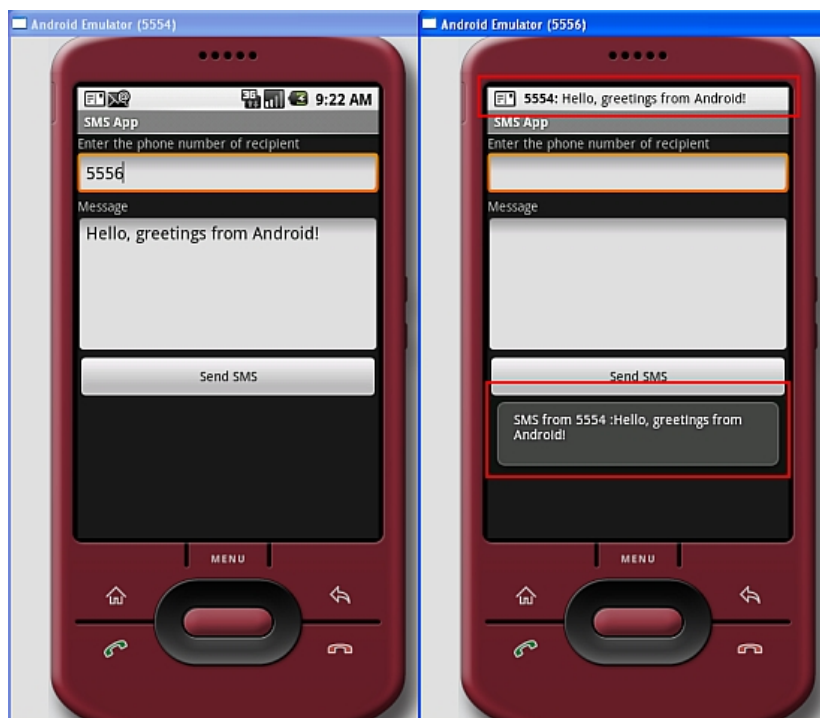 Android Emulator (5554)
3G
9:22 AM
SMS App
Enter the phone number of recipient
5556
Message
Hello, greetings from Android!
Send SMS
MENU
Android Emulator (5556)
5554: Hello, greetings from Android!
SMS App
Enter the phone number of recipient
Message
Send SMS
SMS from 5554 :Hello, greetings from
Android!
MENU